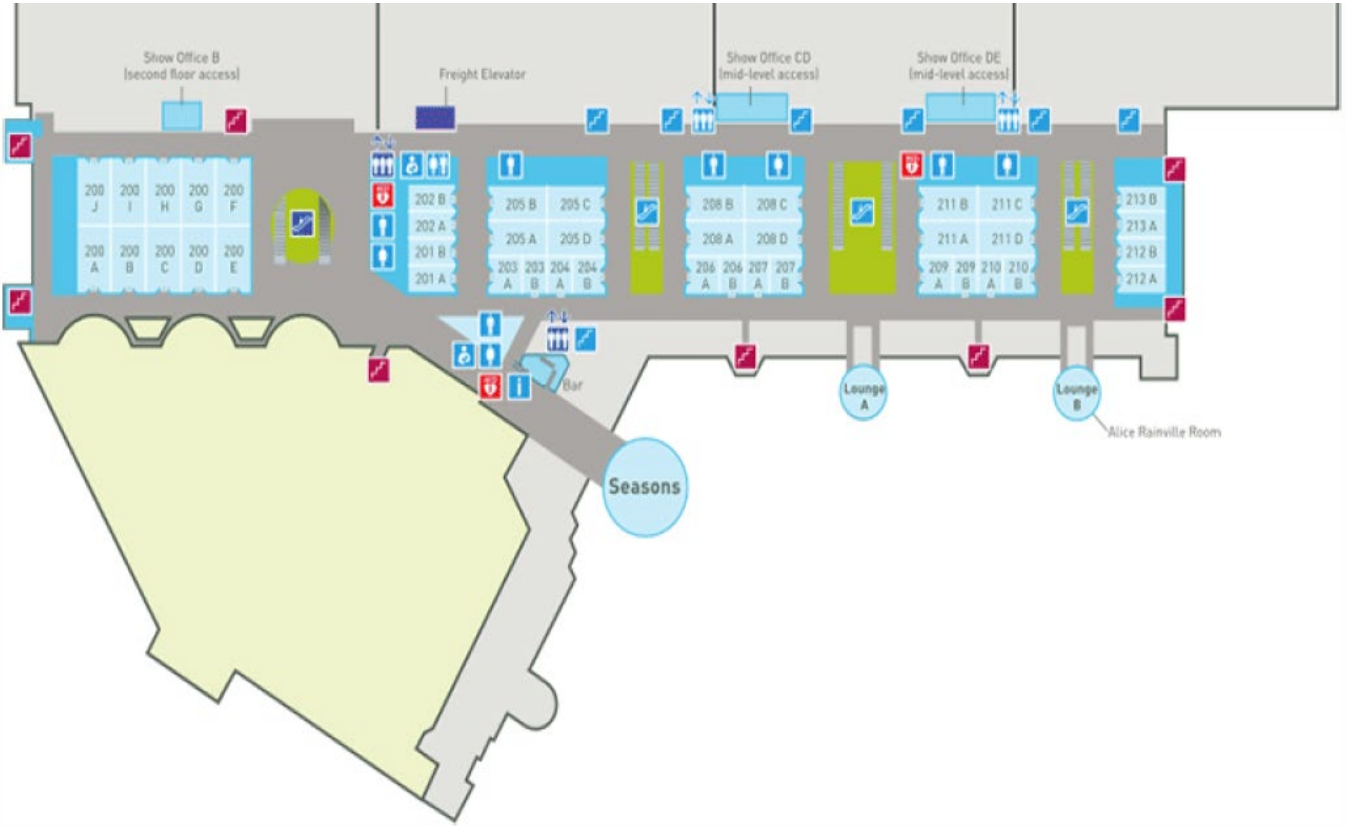 Show Office B
(second floor access)
Freight Elevator
Show Office CD
(mid-level access)
Show Office DE
(mid-level access)
200 J
200 I
200 H
200 G
200 F
200 A
200 B
200 C
200 D
200 E
202 B
202 A
201 B
201 A
205 B
205 C
205 A
205 D
203 A
203 B
204 A
204 B
208 B
208 C
208 A
208 D
206 A
206 B
207 A
207 B
211 B
211 C
211 A
211 D
209 A
209 B
210 A
210 B
213 B
213 A
212 B
212 A
Bar
Lounge
A
Lounge
B
Alice Rainville Room
Seasons